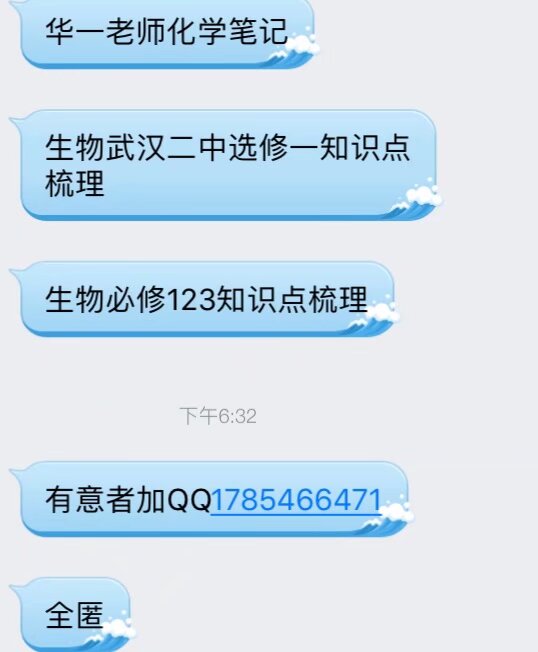 华一老师化学笔记
生物武汉二中选修一知识点
梳理
生物必修123知识点梳理
下午6:32
有意者加QQ1785466471
全匿